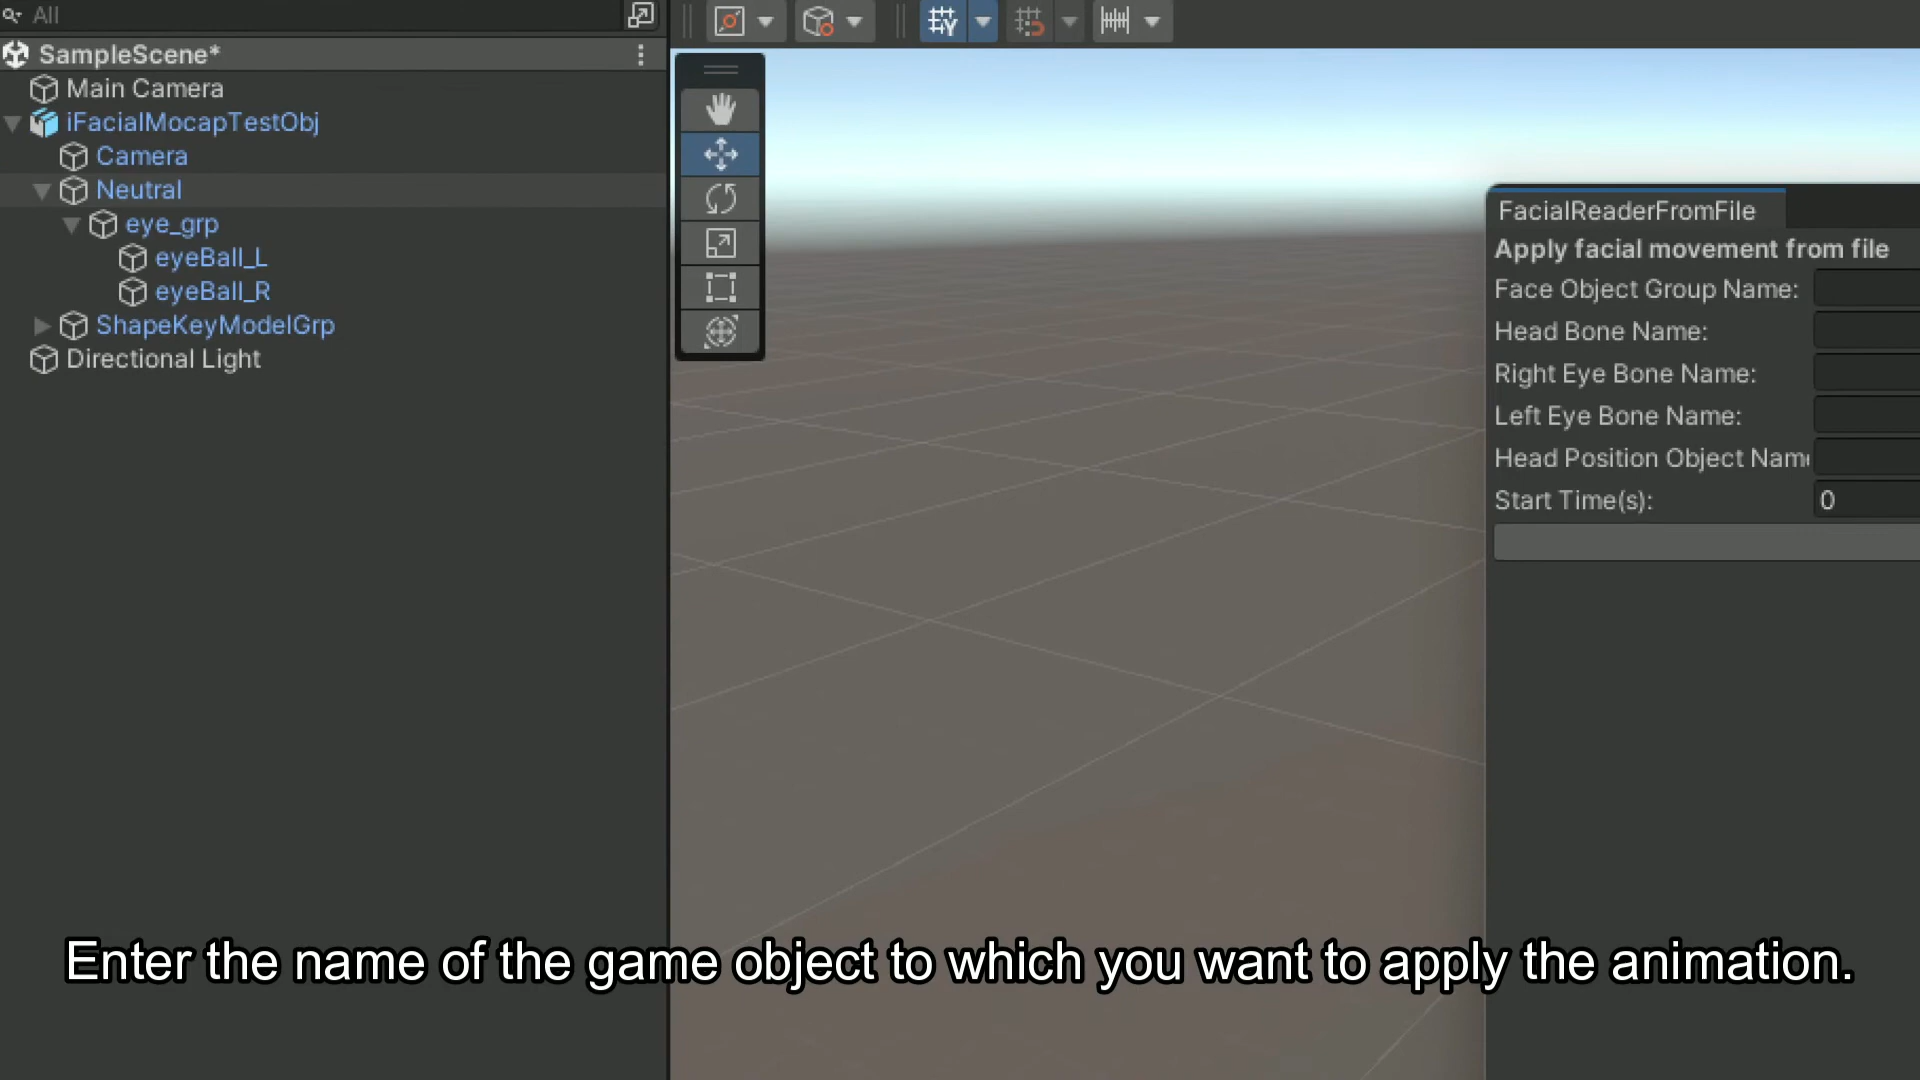 All
SampleScene*
Main Camera
iFacialMocapTestObj
Camera
Neutral
eye_grp
eyeBall_L
eyeBall_R
ShapeKeyModelGrp
Directional Light
FacialReaderFromFile
Apply facial movement from file
Face Object Group Name:
Head Bone Name:
Right Eye Bone Name:
Left Eye Bone Name:
Head Position Object Nam
Start Time(s): 0
Enter the name of the game object to which you want to apply the animation.